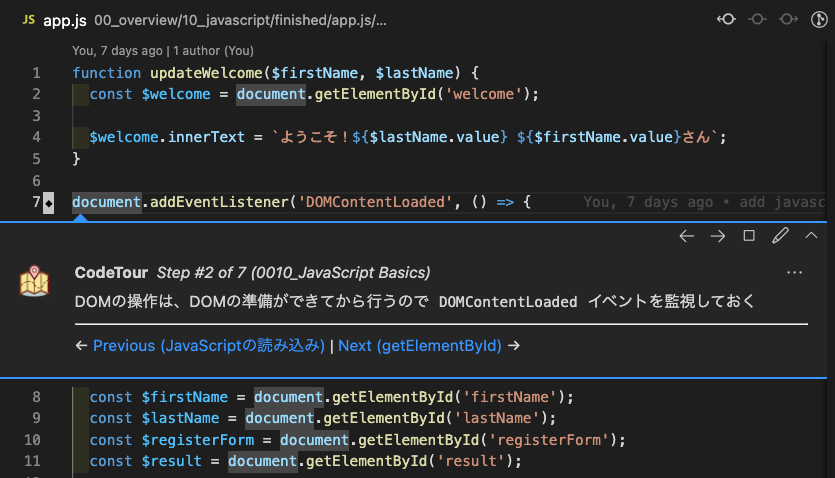 JS app.js 00_overview/10_javascript/finished/app.js/...
You, 7 days ago | 1 author (You)
1 function updateWelcome($firstName, $lastName) {
2 const $welcome = document.getElementById('welcome');
3
4 $welcome.innerText = `ようこそ！${$lastName.value} ${$firstName.value}さん`;
5 }
6
7 document.addEventListener('DOMContentLoaded', () => { You, 7 days ago • add javasc
CodeTour Step #2 of 7 (0010_JavaScript Basics)
DOMの操作は、DOMの準備ができてから行うので DOMContentLoaded イベントを監視しておく
← Previous (JavaScriptの読み込み) | Next (getElementById) →
8 const $firstName = document.getElementById('firstName');
9 const $lastName = document.getElementById('lastName');
10 const $registerForm = document.getElementById('registerForm');
11 const $result = document.getElementById('result');